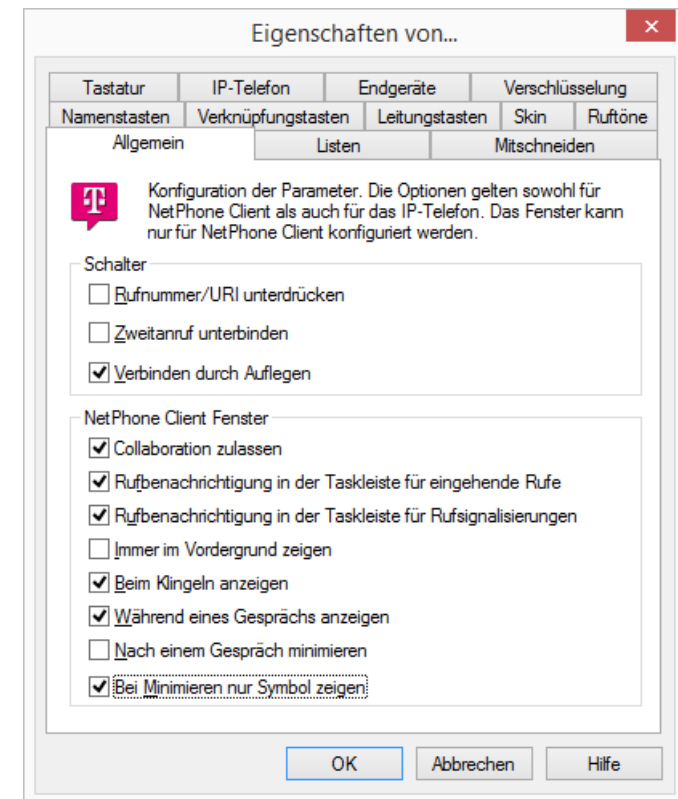 Eigenschaften von...
Tastatur IP-Telefon Endgeräte Verschlüsselung
Namenstasten Verknüpfungstasten Leitungstasten Skin Ruftöne
Allgemein Listen Mitschneiden
T
Konfiguration der Parameter. Die Optionen gelten sowohl für
NetPhone Client als auch für das IP-Telefon. Das Fenster kann
nur für NetPhone Client konfiguriert werden.
Schalter
Rufnummer/URI unterdrücken
Zweitanruf unterbinden
Verbinden durch Auflegen
NetPhone Client Fenster
Collaboration zulassen
Rufbenachrichtigung in der Taskleiste für eingehende Rufe
Rufbenachrichtigung in der Taskleiste für Rufsignalisierungen
Immer im Vordergrund zeigen
Beim Klingeln anzeigen
Während eines Gesprächs anzeigen
Nach einem Gespräch minimieren
Bei Minimieren nur Symbol zeigen
OK Abbrechen Hilfe